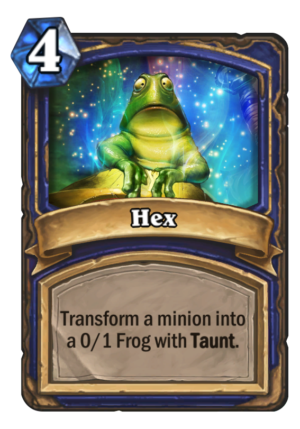 4
Hex
Transform a minion into
a 0/1 Frog with Taunt.